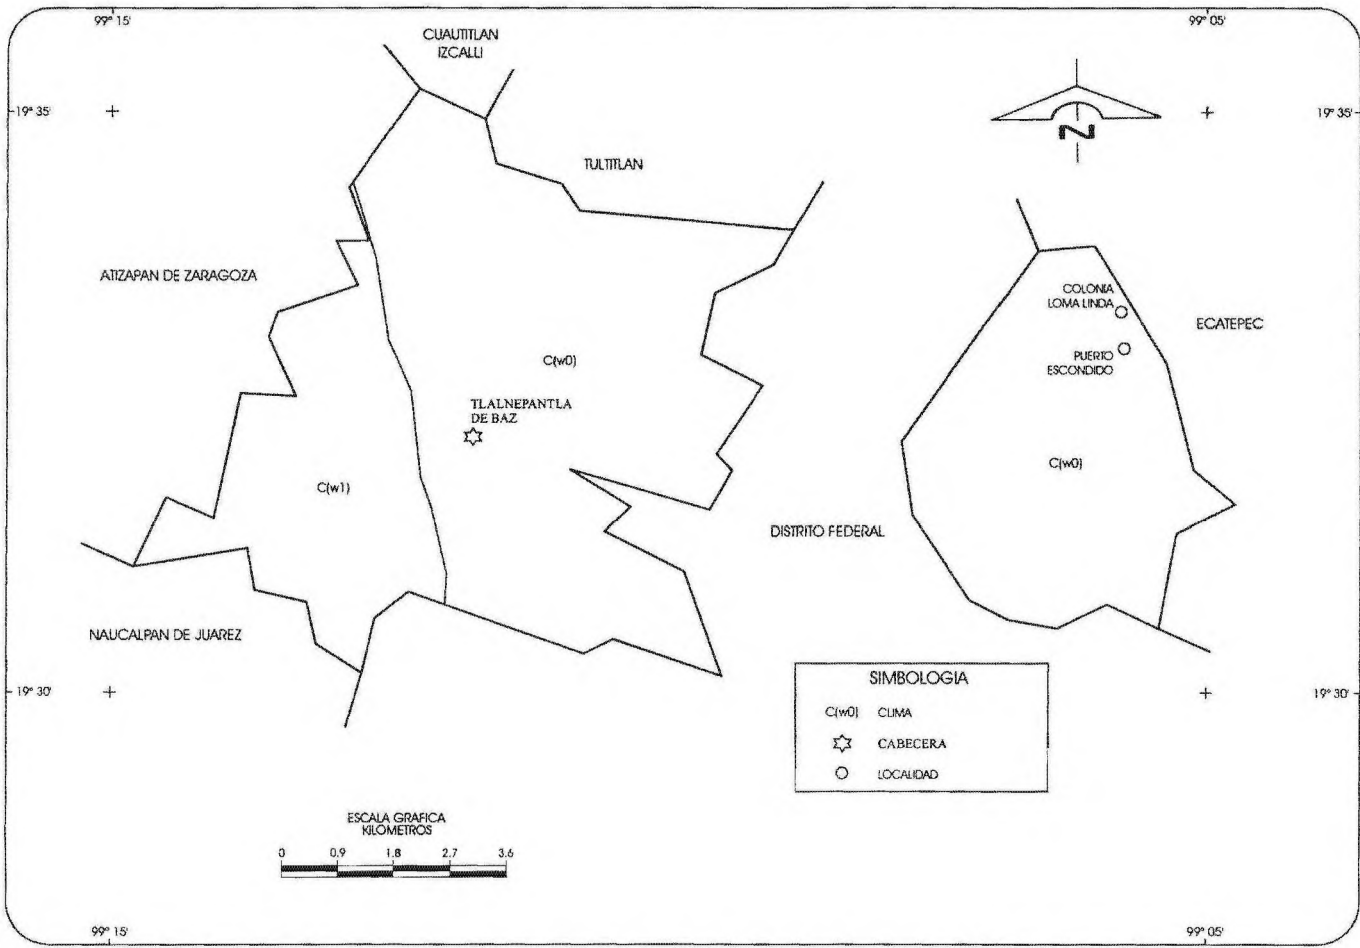 99° 15'
99° 05'
CUAUTITLAN
IZCALLI
19° 35'
19° 35'
N
TULTITLAN
ATIZAPAN DE ZARAGOZA
COLONIA
LOMA LINDA
ECATEPEC
PUERTO
ESCONDIDO
C(w0)
TLALNEPANTLA
DE BAZ
C(w0)
C(w1)
DISTRITO FEDERAL
NAUCALPAN DE JUAREZ
SIMBOLOGIA
19° 30'
19° 30'
C(w0) CLIMA
CABECERA
LOCALIDAD
ESCALA GRAFICA
KILOMETROS
0 0.9 1.8 2.7 3.6
99° 15'
99° 05'